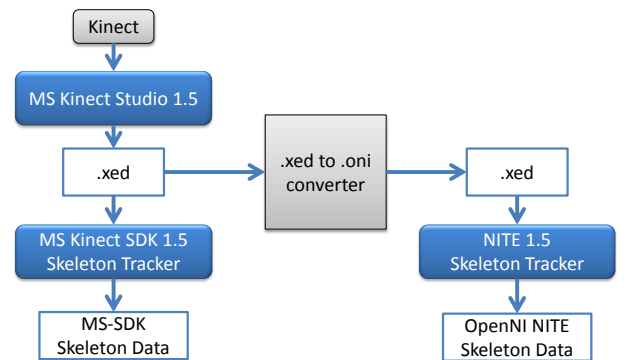 Kinect
MS Kinect Studio 1.5
.xed
.xed to .oni
converter
.xed
MS Kinect SDK 1.5
Skeleton Tracker
NITE 1.5
Skeleton Tracker
MS-SDK
Skeleton Data
OpenNI NITE
Skeleton Data